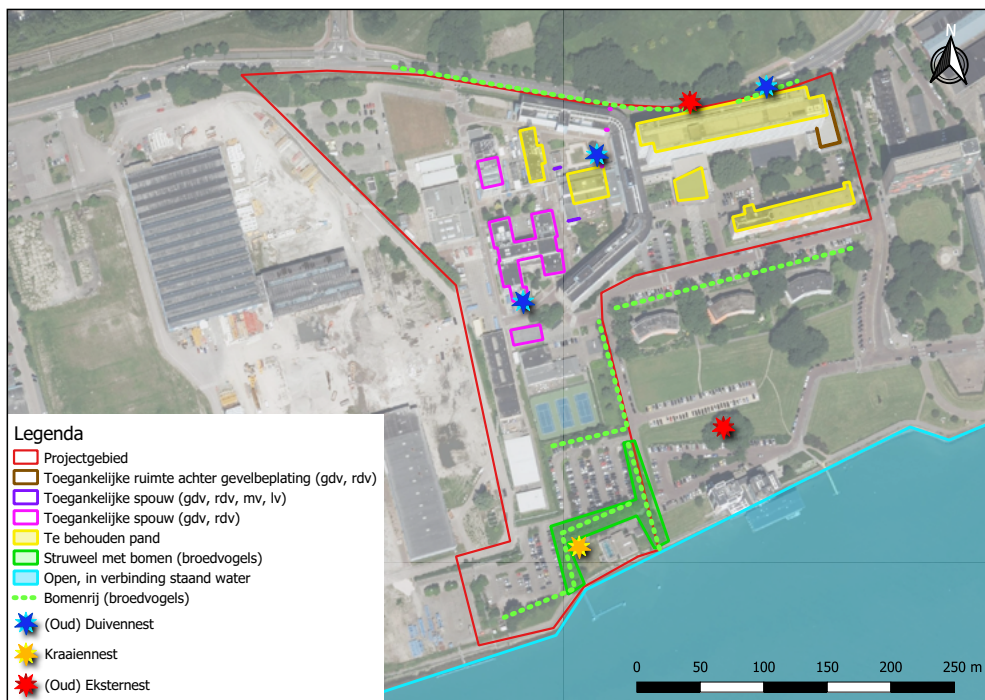 N
Legenda
Projectgebied
Toegankelijke ruimte achter gevelbeplating (gdv, rdv)
Toegankelijke spouw (gdv, rdv, mv, lv)
Toegankelijke spouw (gdv, rdv)
Te behouden pand
Struweel met bomen (broedvogels)
Open, in verbinding staand water
Bomenrij (broedvogels)
(Oud) Duivennest
Kraaiennest
(Oud) Eksternest
0 50 100 150 200 250 m